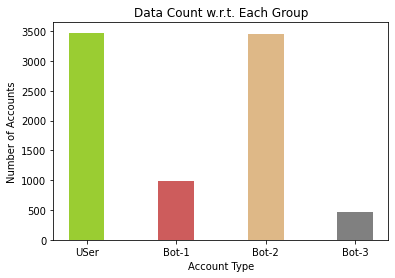 Data Count w.r.t. Each Group
Number of Accounts
3500
3000
2500
2000
1500
1000
500
0
USer
Bot-1
Bot-2
Bot-3
Account Type